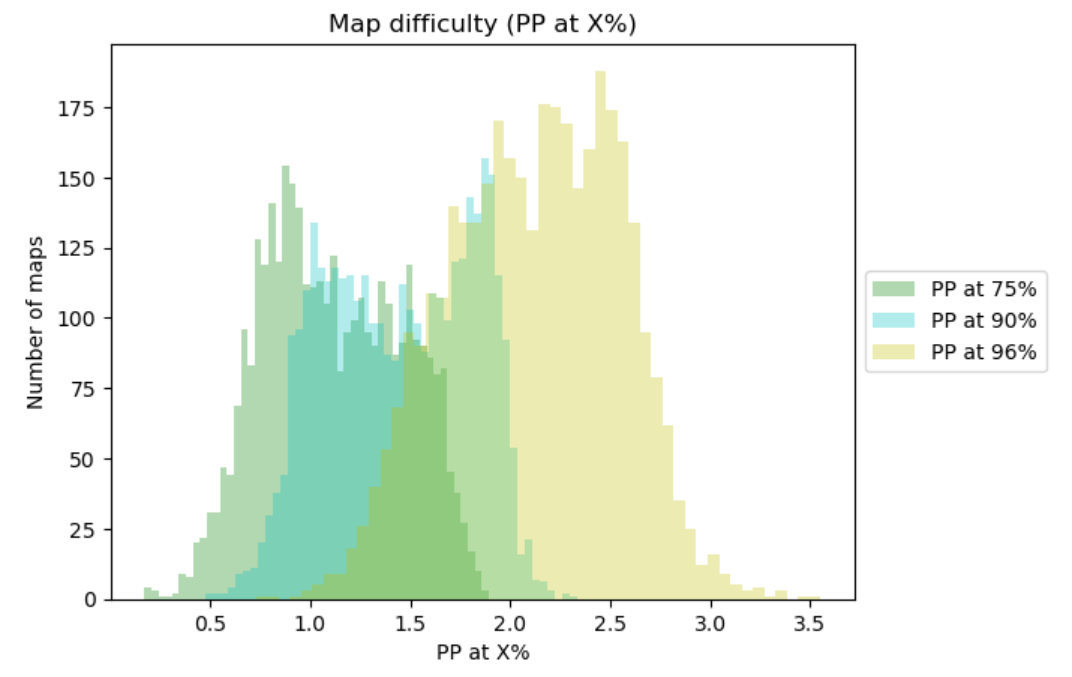 Map difficulty (PP at X%)
Number of maps
175
150
125
100
75
50
25
0
0.5 1.0 1.5 2.0 2.5 3.0 3.5
PP at X%
PP at 75%
PP at 90%
PP at 96%